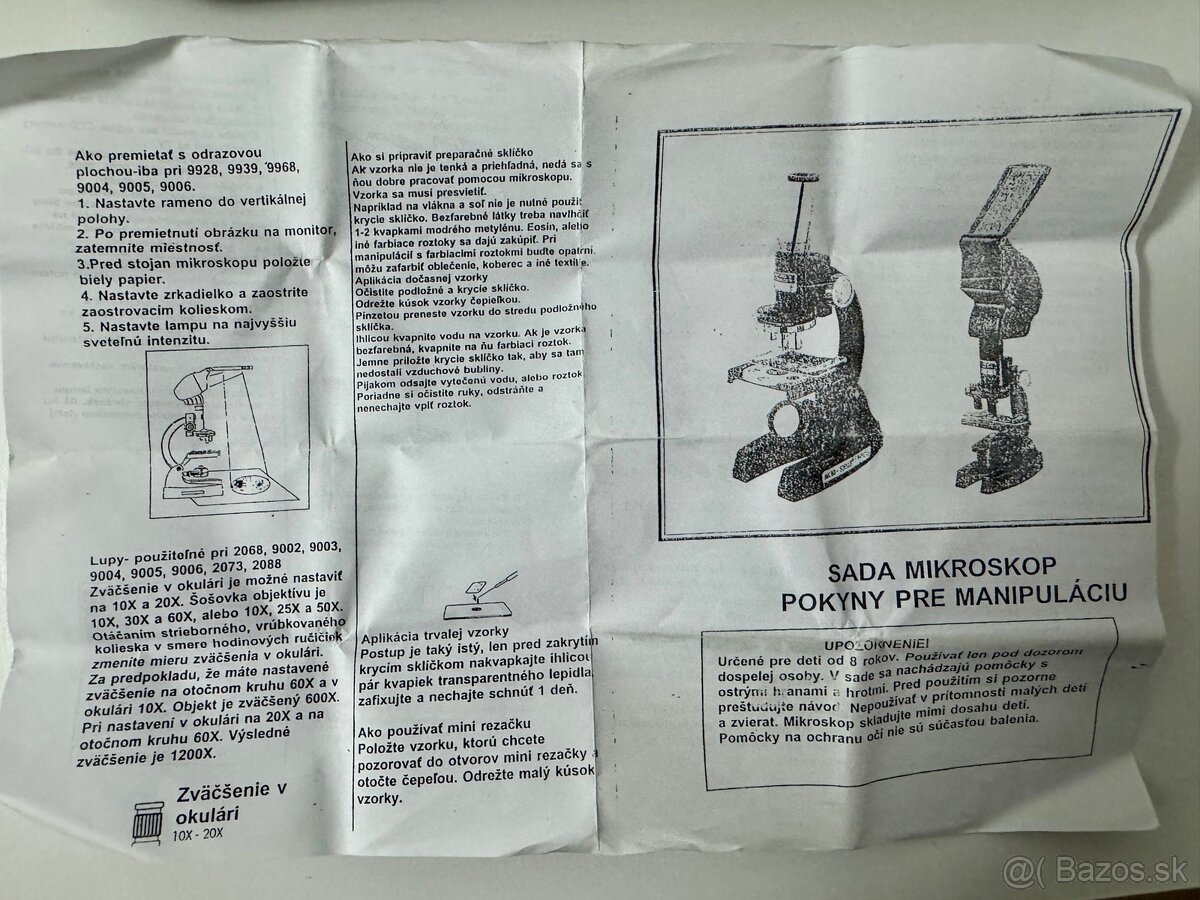 Ako premietať s odrazovou
plochou-iba pri 9928, 9939, 9968,
9004, 9005, 9006.
1. Nastavte rameno do vertikálnej
polohy.
2. Po premietnutí obrázku na monitor,
zatemnite miestnosť.
3.Pred stojan mikroskopu položte
biely papier.
4. Nastavte zrkadielko a zaostrite
zaostrovacím kolieskom.
5. Nastavte lampu na najvyššiu
svetelnú intenzitu.
Lupy- použiteľné pri 2068, 9002, 9003,
9004, 9005, 9006, 2073, 2088
Zväčšenie v okulári je možné nastaviť
na 10X a 20X. Šošovka objektívu je
10X, 30X a 60X, alebo 10X, 25X a 50X.
Otáčaním strieborného, vrúbkovaného
kolieska v smere hodinových ručičiek
zmeníte mieru zväčšenia v okulári.
Za predpokladu, že máte nastavené
zväčšenie na otočnom kruhu 60X a v
okulári 10X. Objekt je zväčšený 600X.
Pri nastavení v okulári na 20X a na
otočnom kruhu 60X. Výsledné
zväčšenie je 1200X.
Zväčšenie v
okulári
10X - 20X
Ako si pripraviť preparačné sklíčko
Ak vzorka nie je tenká a priehľadná, nedá sa s
ňou dobre pracovať pomocou mikroskopu.
Vzorka sa musí presvietiť.
Napríklad na vlákna a soľ nie je nutné použiť
krycie sklíčko. Bezfarebné látky treba navlhčiť
1-2 kvapkami modrého metylénu. Eosin, alebo
iné farbiace roztoky sa dajú zakúpiť. Pri
manipulácií s farbiacimi roztokmi buďte opatrní.
môžu zafarbiť oblečenie, koberec a iné textílie.
Aplikácia dočasnej vzorky
Očistite podložné a krycie sklíčko.
Odrežte kúsok vzorky čepieľkou.
Pinzetou preneste vzorku do stredu podložného
sklíčka.
Ihlicou kvapnite vodu na vzorku. Ak je vzorka
bezfarebná, kvapnite na ňu farbiaci roztok.
Jemne priložte krycie sklíčko tak, aby sa tam
nedostali vzduchové bubliny.
Pijakom odsajte vytečenú vodu, alebo roztok
Poriadne si očistite ruky, odstráňte a
nenechajte vpiť roztok.
Aplikácia trvalej vzorky
Postup je taký istý, len pred zakrytím
krycím sklíčkom nakvapkajte ihlicou
pár kvapiek transparentného lepidla
zafixujte a nechajte schnúť 1 deň.
Ako používať mini rezačku
Položte vzorku, ktorú chcete
pozorovať do otvorov mini rezačky a
otočte čepeľou. Odrežte malý kúsok
vzorky.
SADA MIKROSKOP
POKYNY PRE MANIPULÁCIU
UPOZORNENIE!
Určené pre deti od 8 rokov. Používať len pod dozorom
dospelej osoby. V sade sa nachádzajú pomôcky s
ostrými hranami a hrotmi. Pred použitím si pozorne
preštudujte návod. Nepoužívať v prítomnosti malých detí
a zvierat. Mikroskop skladujte mimi dosahu deti.
Pomôcky na ochranu očí nie sú súčasťou balenia.
@( Bazos.sk